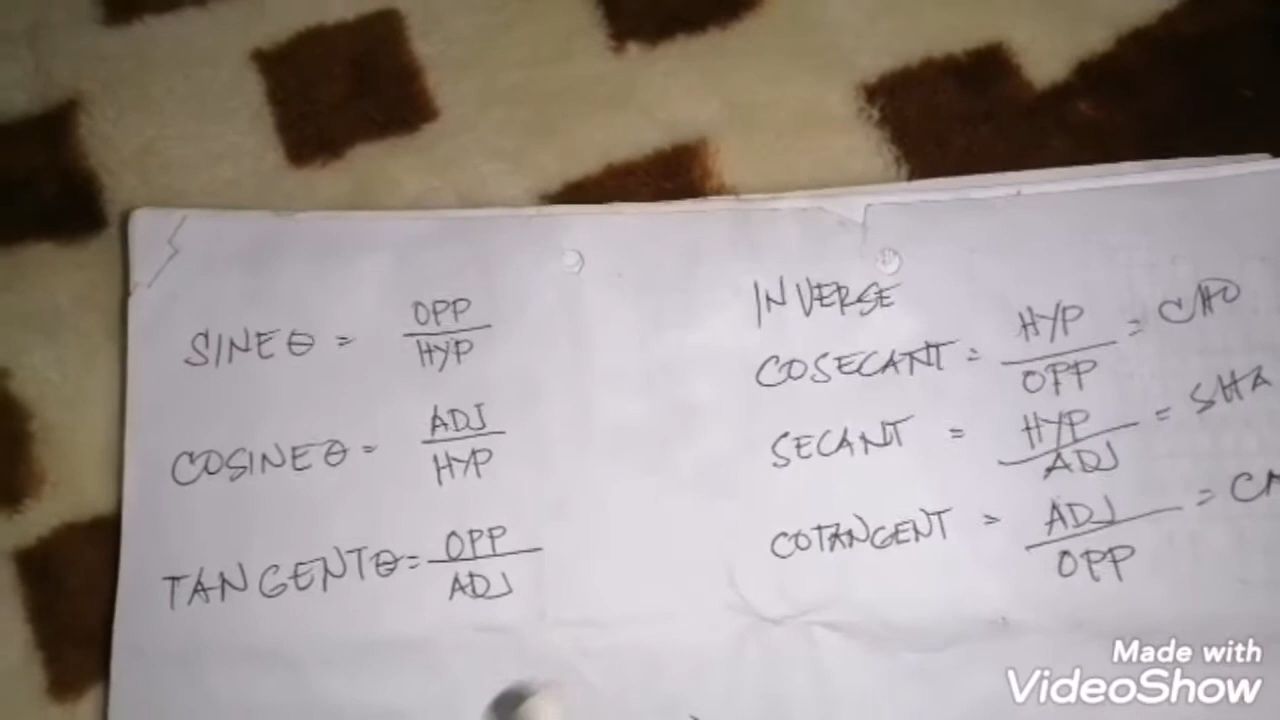 SINEθ = OPP/HYP
COSINEθ = ADJ/HYP
TANGENTθ = OPP/ADJ
INVERSE
COSECANT = HYP/OPP = CHO
SECANT = HYP/ADJ = SHA
COTANGENT = ADJ/OPP =
Made with
VideoShow